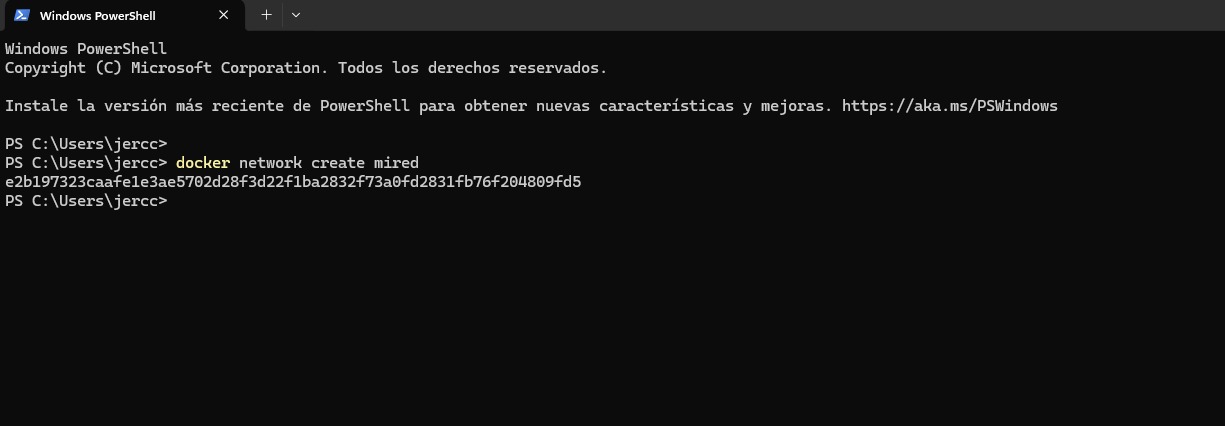 Windows PowerShell
Windows PowerShell
Copyright (C) Microsoft Corporation. Todos los derechos reservados.
Instale la versión más reciente de PowerShell para obtener nuevas características y mejoras. https://aka.ms/PSWindows
PS C:\Users\jercc>
PS C:\Users\jercc> docker network create mired
e2b197323caafe1e3ae5702d28f3d22f1ba2832f73a0fd2831fb76f204809fd5
PS C:\Users\jercc>